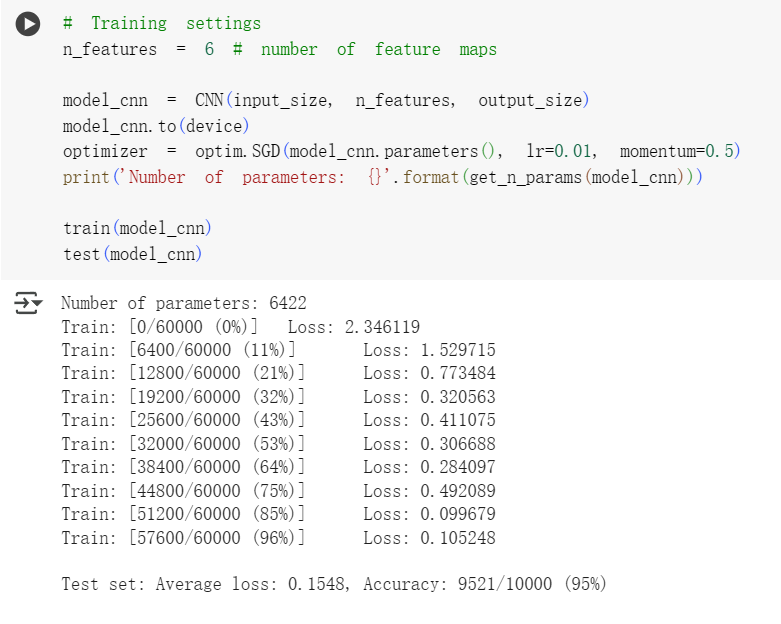 # Training settings
n_features = 6 # number of feature maps
model_cnn = CNN(input_size, n_features, output_size)
model_cnn.to(device)
optimizer = optim.SGD(model_cnn.parameters(), lr=0.01, momentum=0.5)
print('Number of parameters: {}'.format(get_n_params(model_cnn)))
train(model_cnn)
test(model_cnn)
Number of parameters: 6422
Train: [0/60000 (0%)] Loss: 2.346119
Train: [6400/60000 (11%)] Loss: 1.529715
Train: [12800/60000 (21%)] Loss: 0.773484
Train: [19200/60000 (32%)] Loss: 0.320563
Train: [25600/60000 (43%)] Loss: 0.411075
Train: [32000/60000 (53%)] Loss: 0.306688
Train: [38400/60000 (64%)] Loss: 0.284097
Train: [44800/60000 (75%)] Loss: 0.492089
Train: [51200/60000 (85%)] Loss: 0.099679
Train: [57600/60000 (96%)] Loss: 0.105248
Test set: Average loss: 0.1548, Accuracy: 9521/10000 (95%)